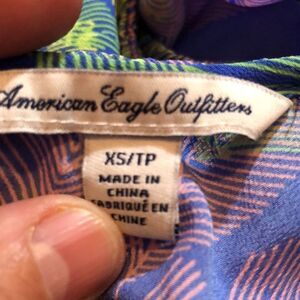 American Eagle Outfitters
XS/TP
MADE IN
CHINA
FABRIQUÉ EN
CHINE